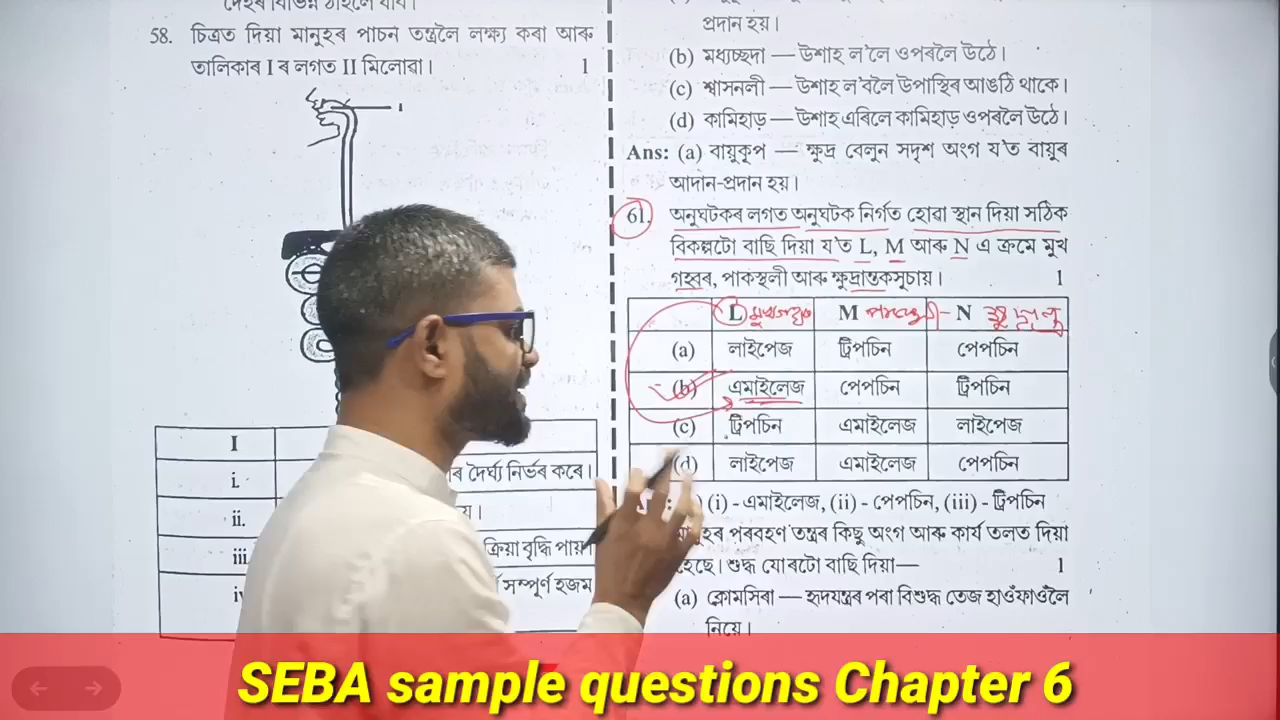 দেহৰ বিভিন্ন ঠাইলৈ যায়।
58. চিত্ৰত দিয়া মানুহৰ পাচন তন্ত্ৰলৈ লক্ষ্য কৰা আৰু
তালিকাৰ I ৰ লগত II মিলোৱা। 1
I
i.
ৰ দৈৰ্ঘ্য নিৰ্ভৰ কৰে।
ii.
য়।
iii
ক্ৰিয়া বৃদ্ধি পায়।
iv
সম্পূৰ্ণ হজম
প্ৰদান হয়।
(b) মধ্যচ্ছদা — উশাহ ল'লে ওপৰলৈ উঠে।
(c) শ্বাসনলী — উশাহ ল'বলৈ উপাস্থিৰ আঙঠি থাকে।
(d) কামিহাড় — উশাহ এৰিলে কামিহাড় ওপৰলৈ উঠে।
Ans: (a) বায়ুকূপ — ক্ষুদ্ৰ বেলুন সদৃশ অংগ য'ত বায়ুৰ
আদান-প্ৰদান হয়।
61. অনুঘটকৰ লগত অনুঘটক নিৰ্গত হোৱা স্থান দিয়া সঠিক
বিকল্পটো বাছি দিয়া য'ত L, M আৰু N এ ক্ৰমে মুখ
গহ্বৰ, পাকস্থলী আৰু ক্ষুদ্ৰান্তকসূচায়। 1
L মুখগহ্বৰ M N
(a) লাইপেজ ট্ৰিপচিন পেপচিন
(b) এমাইলেজ পেপচিন ট্ৰিপচিন
(c) ট্ৰিপচিন এমাইলেজ লাইপেজ
(d) লাইপেজ এমাইলেজ পেপচিন
(i) - এমাইলেজ, (ii) - পেপচিন, (iii) - ট্ৰিপচিন
মানুহৰ পৰিবহণ তন্ত্ৰৰ কিছু অংগ আৰু কাৰ্য তলত দিয়া
হৈছে। শুদ্ধ যোৰটো বাছি দিয়া— 1
(a) ক্লোমসিৰা — হৃদযন্ত্ৰৰ পৰা বিশুদ্ধ তেজ হাওঁফাওঁলৈ
নিয়ে।
SEBA sample questions Chapter 6